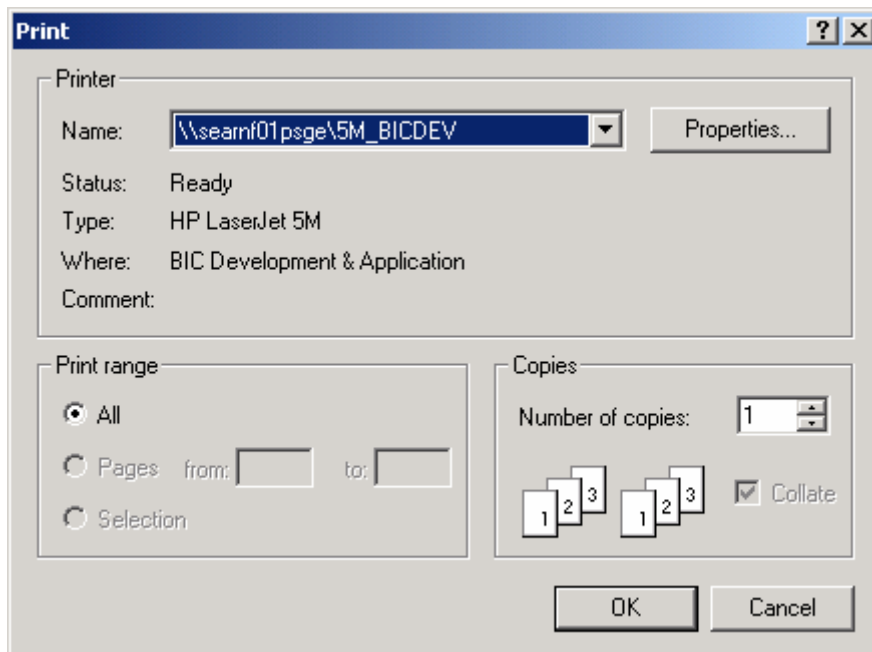 Print
Printer
Name: \\searnf01psge\5M_BICDEV Properties...
Status: Ready
Type: HP LaserJet 5M
Where: BIC Development & Application
Comment:
Print range
All
Pages from: to:
Selection
Copies
Number of copies: 1
1 2 3 1 2 3 Collate
OK Cancel